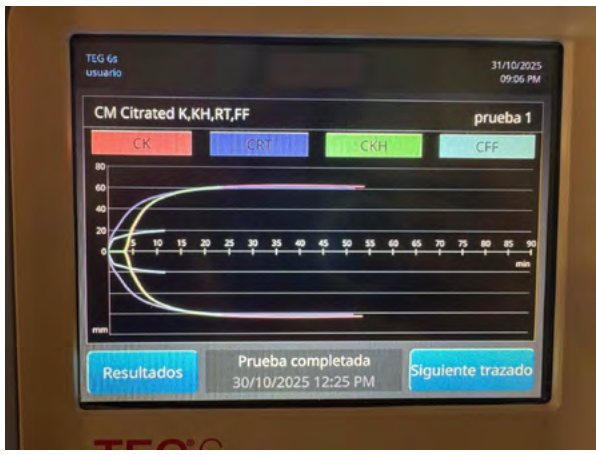 TEG 6s
usuario
31/10/2025
09:06 PM
CM Citrated K,KH,RT,FF
prueba 1
CK CRT CKH CFF
80
60
40
20
0 5 10 15 20 25 30 35 40 45 50 55 60 65 70 75 80 85 90
min
mm
Resultados
Prueba completada
30/10/2025 12:25 PM
Siguiente trazado